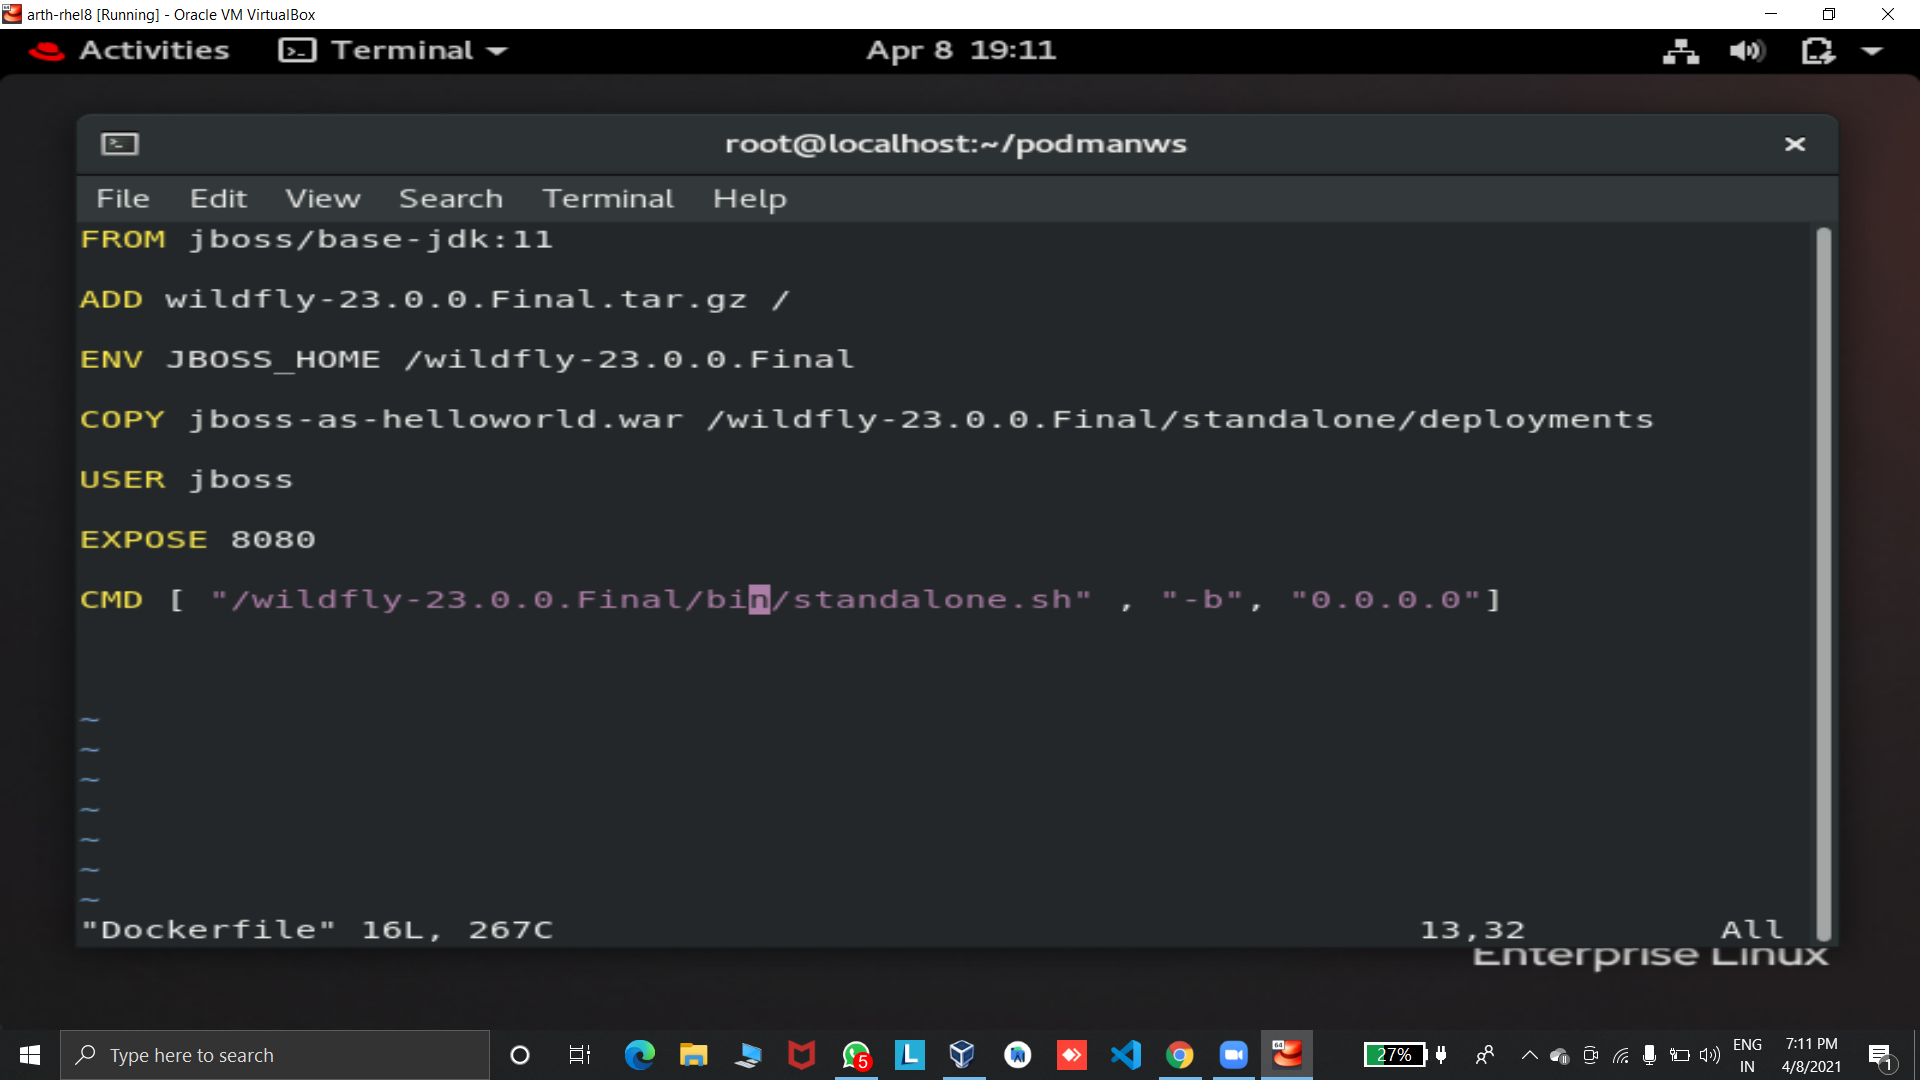 arth-rhel8 [Running] - Oracle VM VirtualBox
Activities Terminal Apr 8 19:11
root@localhost:~/podmanws
File Edit View Search Terminal Help
FROM jboss/base-jdk:11
ADD wildfly-23.0.0.Final.tar.gz /
ENV JBOSS_HOME /wildfly-23.0.0.Final
COPY jboss-as-helloworld.war /wildfly-23.0.0.Final/standalone/deployments
USER jboss
EXPOSE 8080
CMD [ "/wildfly-23.0.0.Final/bin/standalone.sh" , "-b", "0.0.0.0"]
~
~
~
~
~
~
~
"Dockerfile" 16L, 267C 13,32 All
Enterprise Linux
Type here to search
5
L
64
27%
ENG
IN
7:11 PM
4/8/2021
1